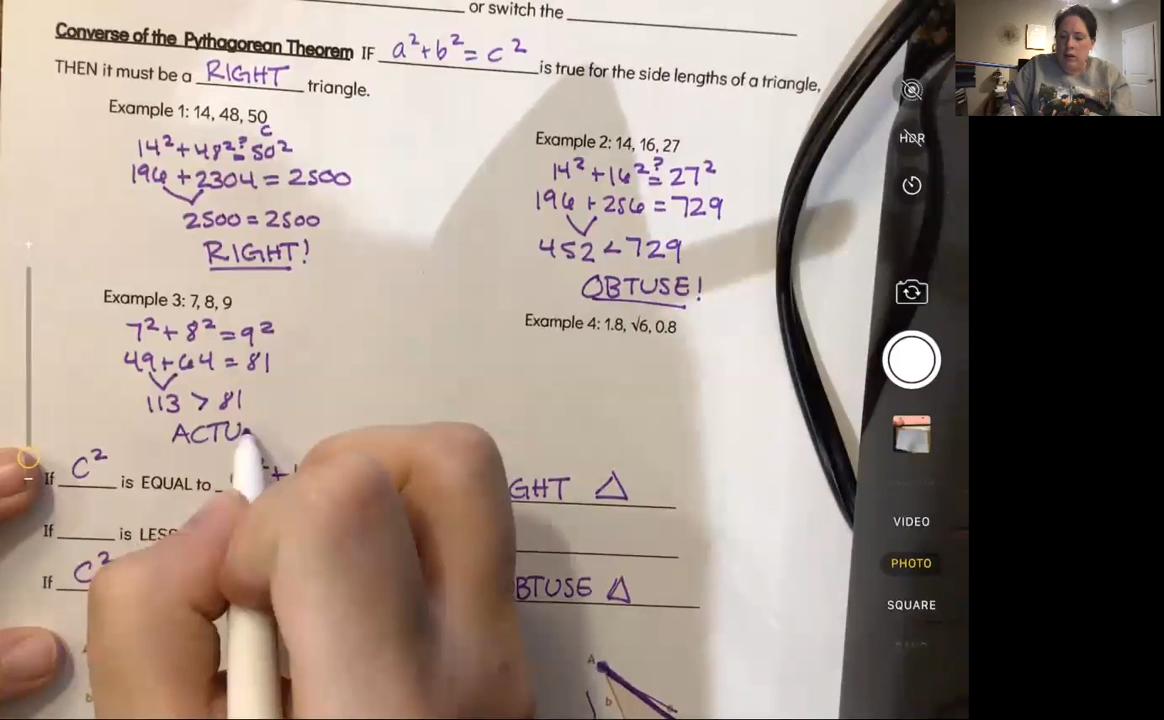 or switch the
Converse of the Pythagorean Theorem IF a²+b²=c² is true for the side lengths of a triangle,
THEN it must be a RIGHT triangle.
Example 1: 14, 48, 50
c
14²+48²≟50²
196+2304=2500
2500=2500
RIGHT!
Example 2: 14, 16, 27
14²+16²≟27²
196+256=729
452<729
OBTUSE!
Example 3: 7, 8, 9
7²+8²=9²
49+64=81
113>81
ACTU
Example 4: 1.8, √6, 0.8
If c² is EQUAL to GHT △
If is LESS
If c² BTUSE △
A
b
HDR
VIDEO
PHOTO
SQUARE